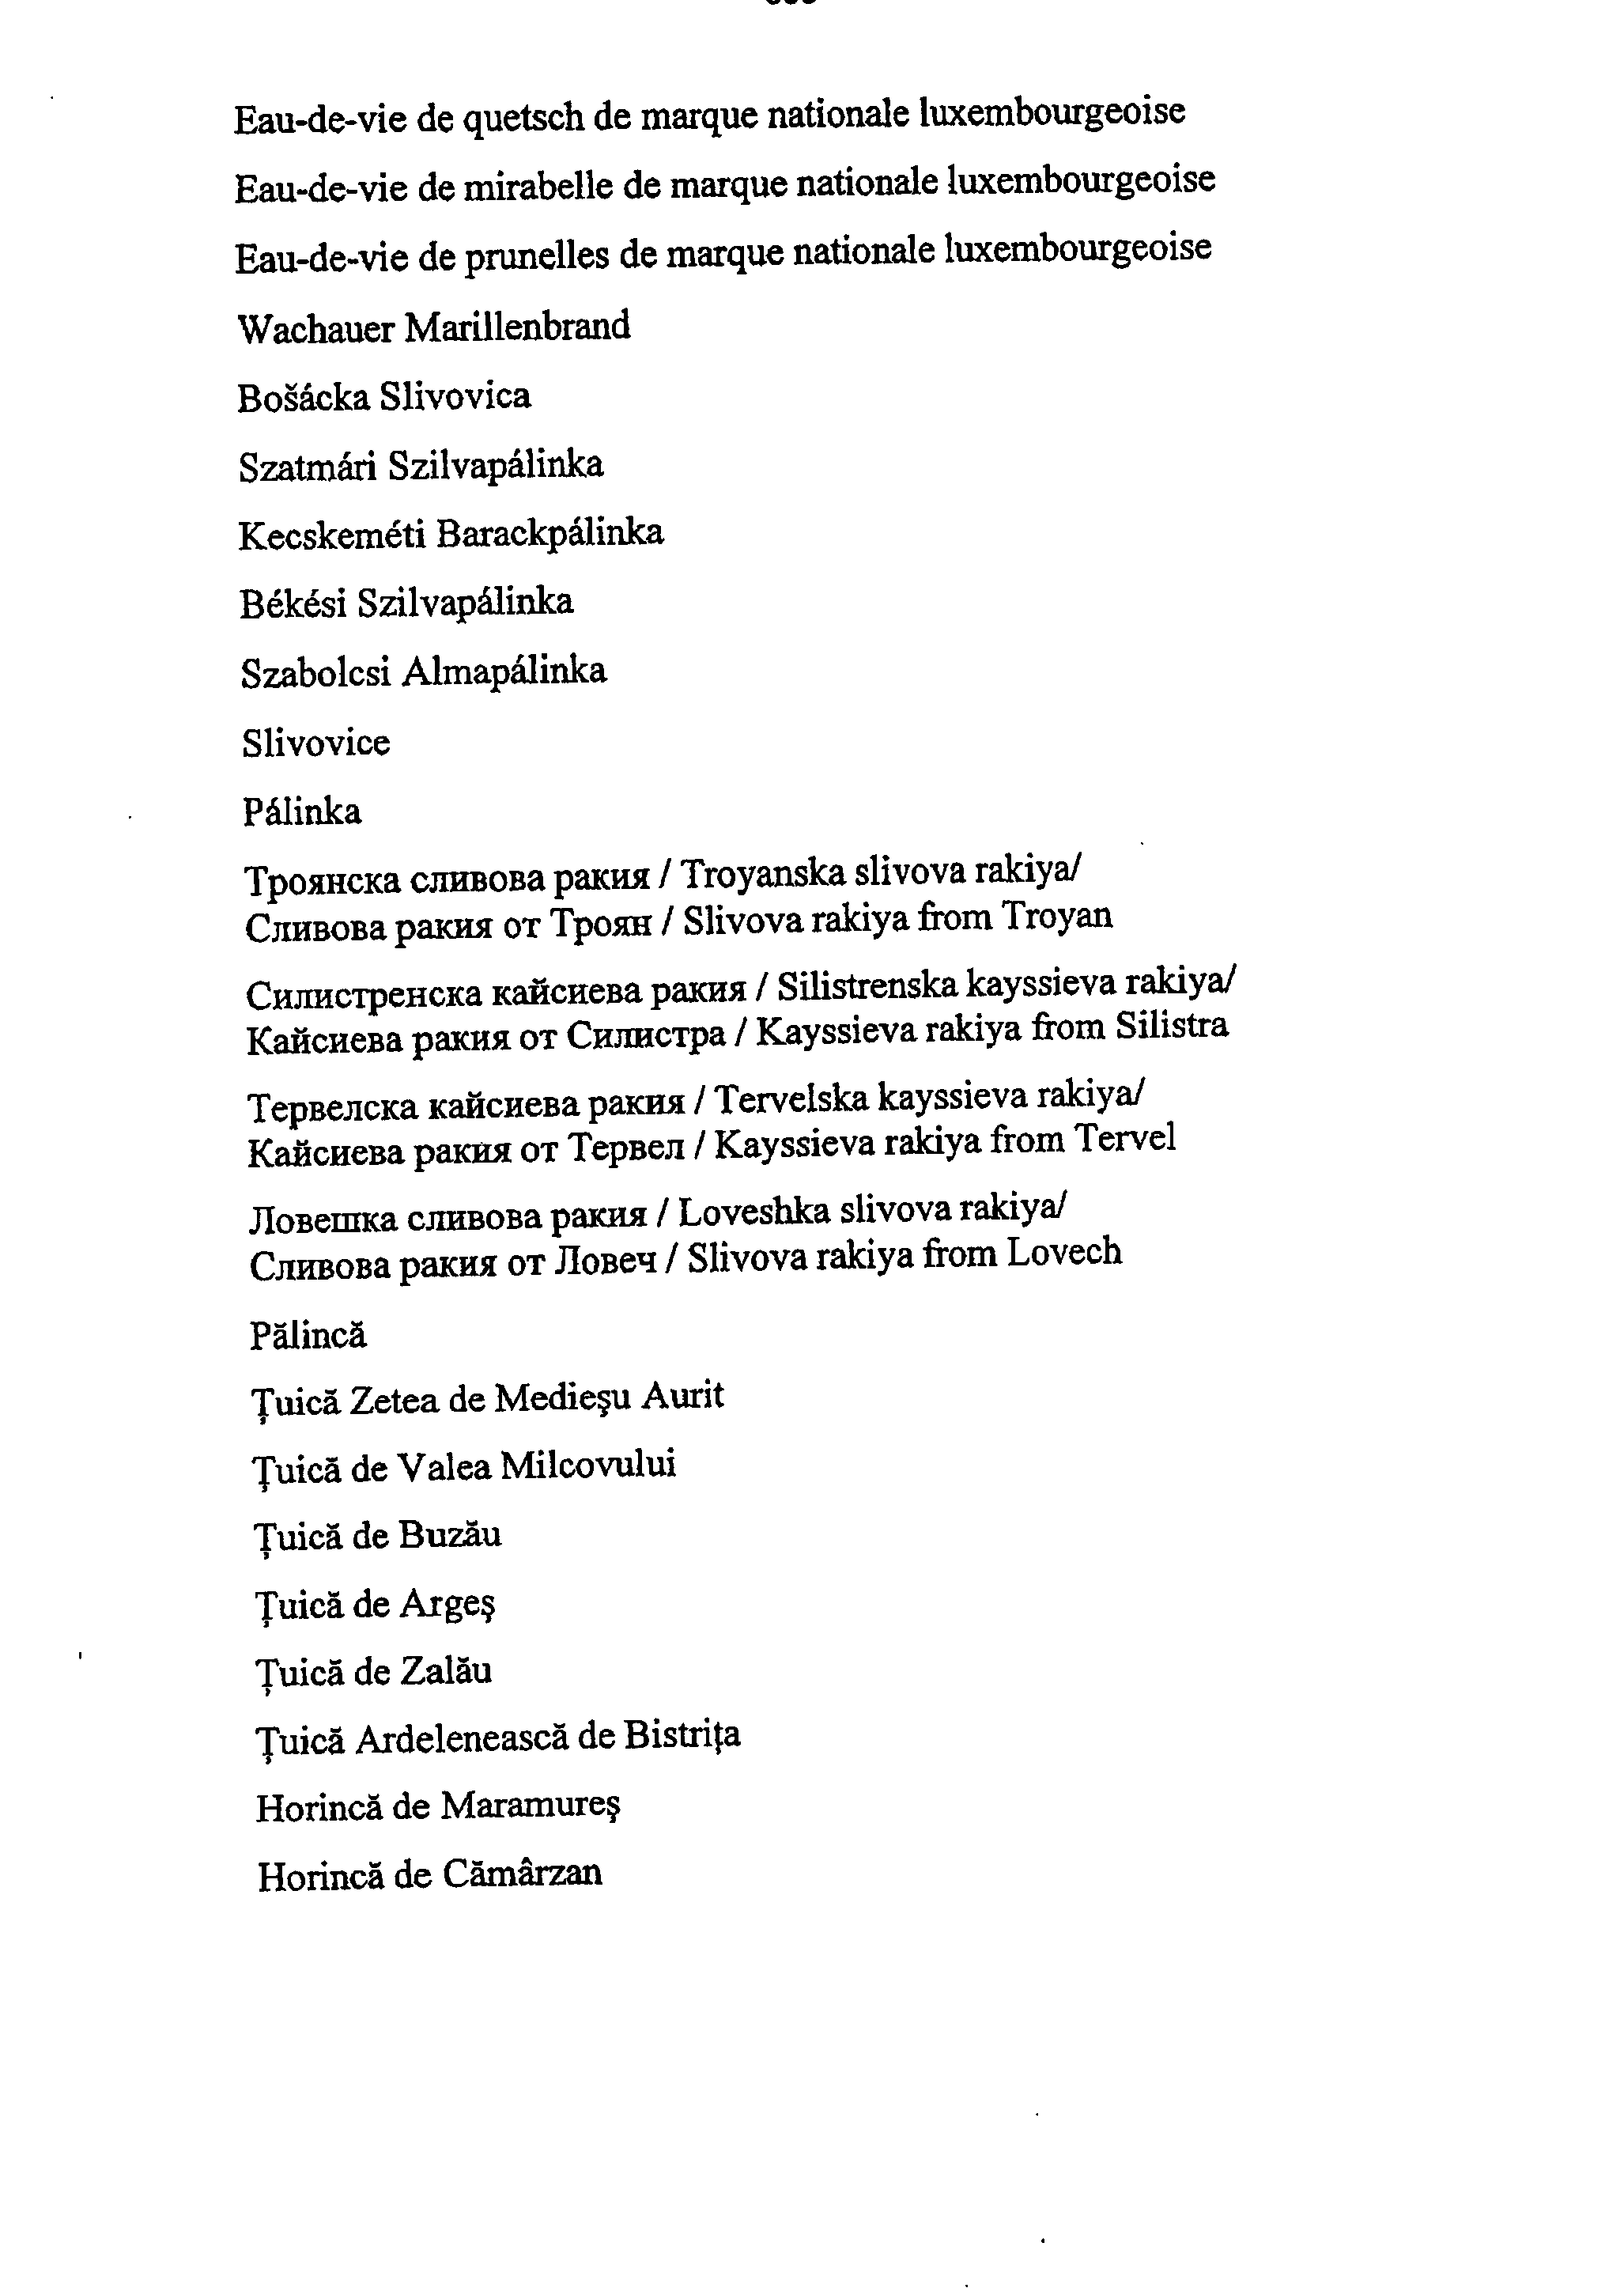 Eau-de-vie de quetsch de marque nationale luxembourgeoise
Eau-de-vie de mirabelle de marque nationale luxembourgeoise
Eau-de-vie de prunelles de marque nationale luxembourgeoise
Wachauer Marillenbrand
Bošácka Slivovica
Szatmári Szilvapálinka
Kecskeméti Barackpálinka
Békési Szilvapálinka
Szabolcsi Almapálinka
Slivovice
Pálinka
Троянска сливова ракия / Troyanska slivova rakiya/
Сливова ракия от Троян / Slivova rakiya from Troyan
Силистренска кайсиева ракия / Silistrenska kayssieva rakiya/
Кайсиева ракия от Силистра / Kayssieva rakiya from Silistra
Тервелска кайсиева ракия / Tervelska kayssieva rakiya/
Кайсиева ракия от Тервел / Kayssieva rakiya from Tervel
Ловешка сливова ракия / Loveshka slivova rakiya/
Сливова ракия от Ловеч / Slivova rakiya from Lovech
Pălincă
Ţuică Zetea de Medieşu Aurit
Ţuică de Valea Milcovului
Ţuică de Buzău
Ţuică de Argeş
Ţuică de Zalău
Ţuică Ardelenească de Bistriţa
Horincă de Maramureş
Horincă de Cămârzan